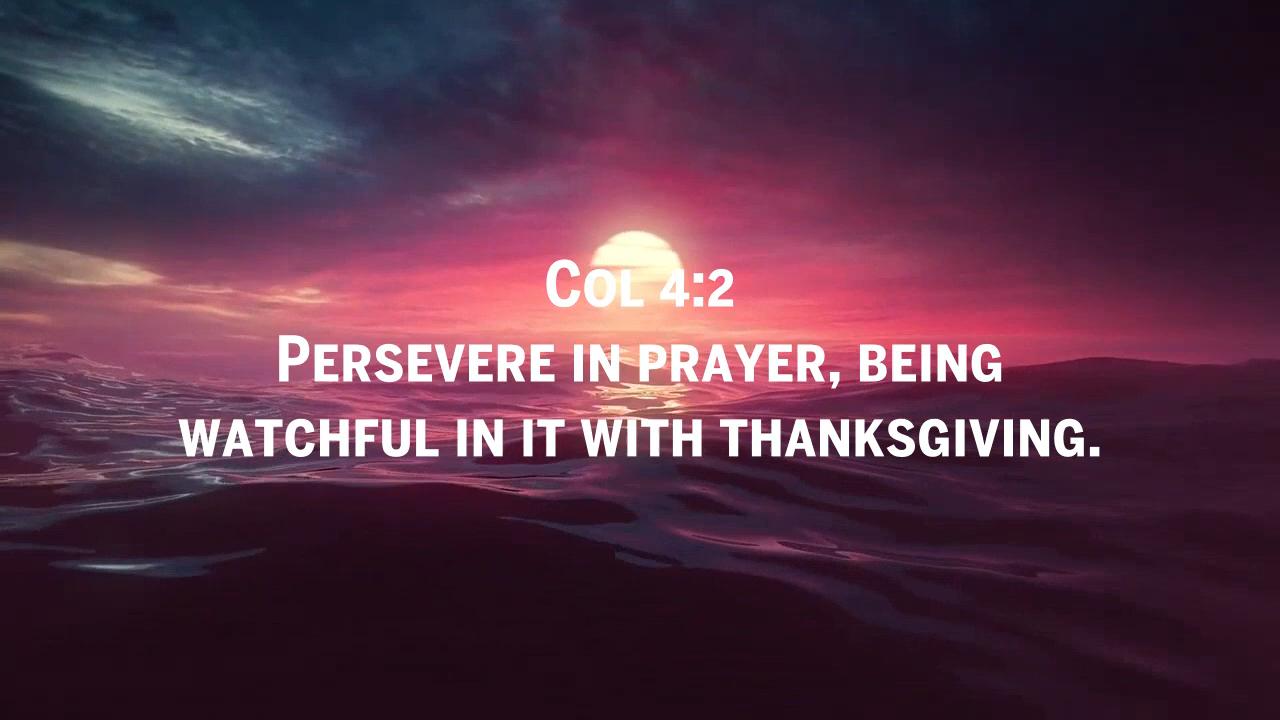 Col 4:2
Persevere in prayer, being
watchful in it with thanksgiving.